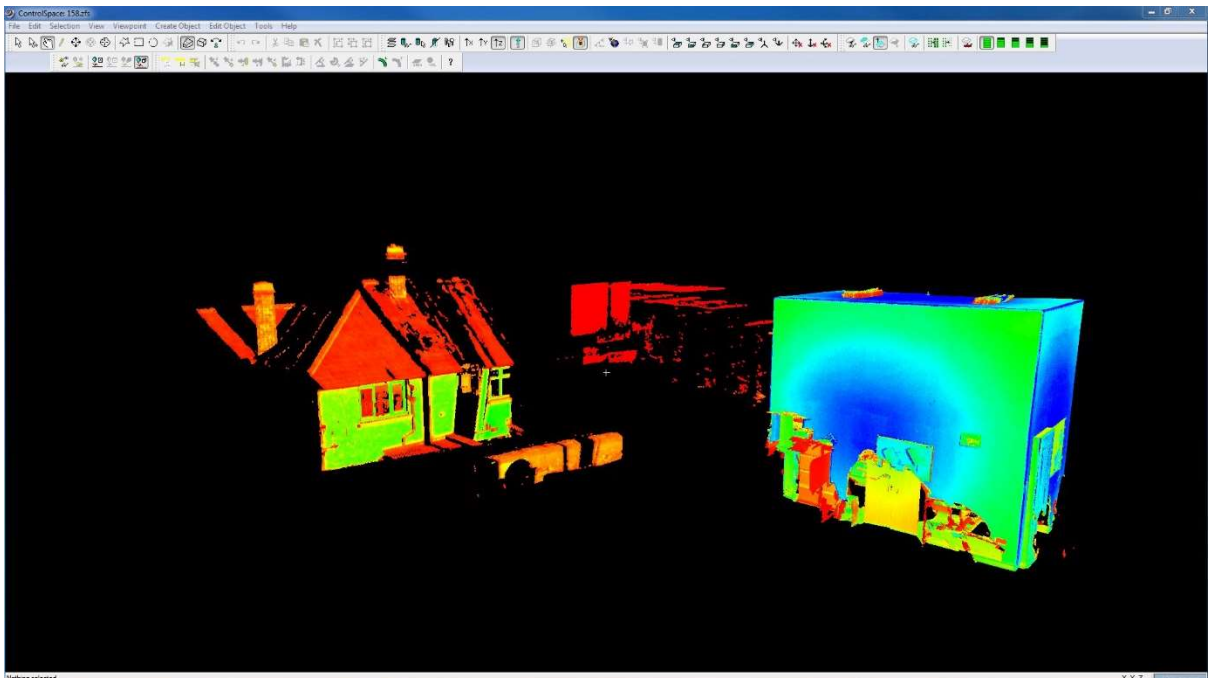 ControlSpace: 158.zfs
File Edit Selection View Viewpoint Create Object Edit Object Tools Help
Nothing selected
X, Y, Z